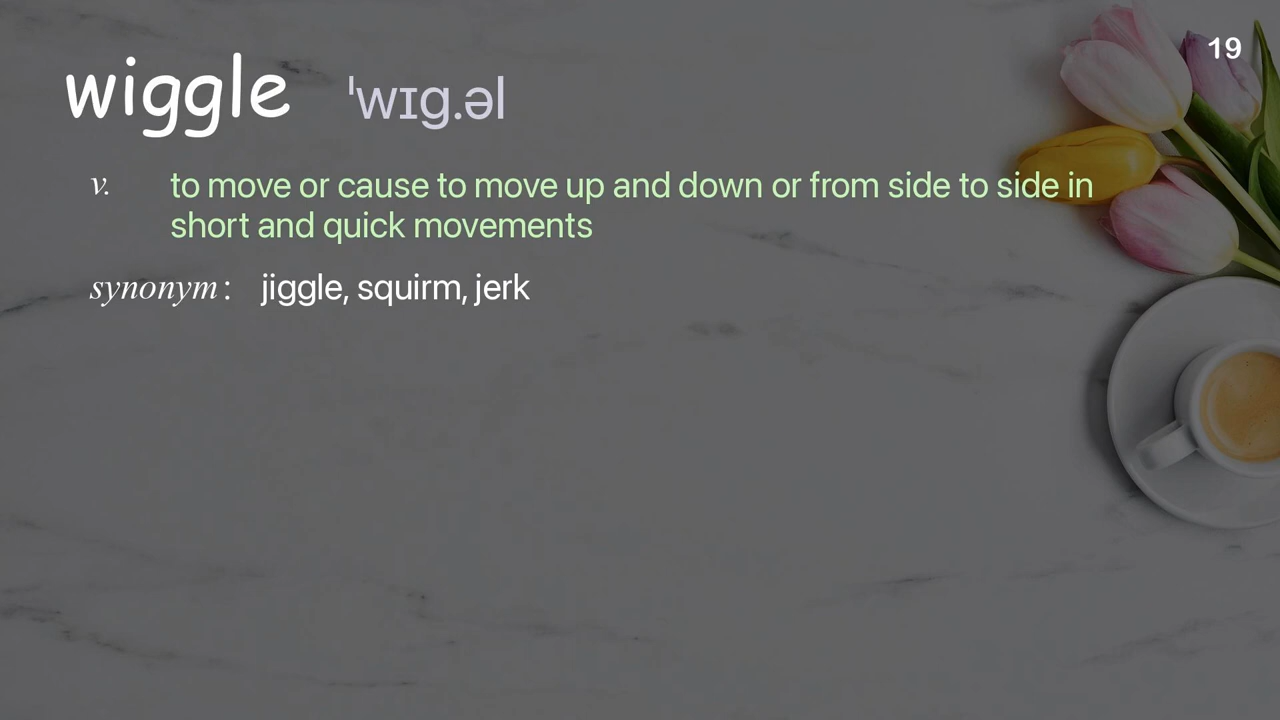 19
wiggle ˈwɪg.əl
v. to move or cause to move up and down or from side to side in
short and quick movements
synonym: jiggle, squirm, jerk